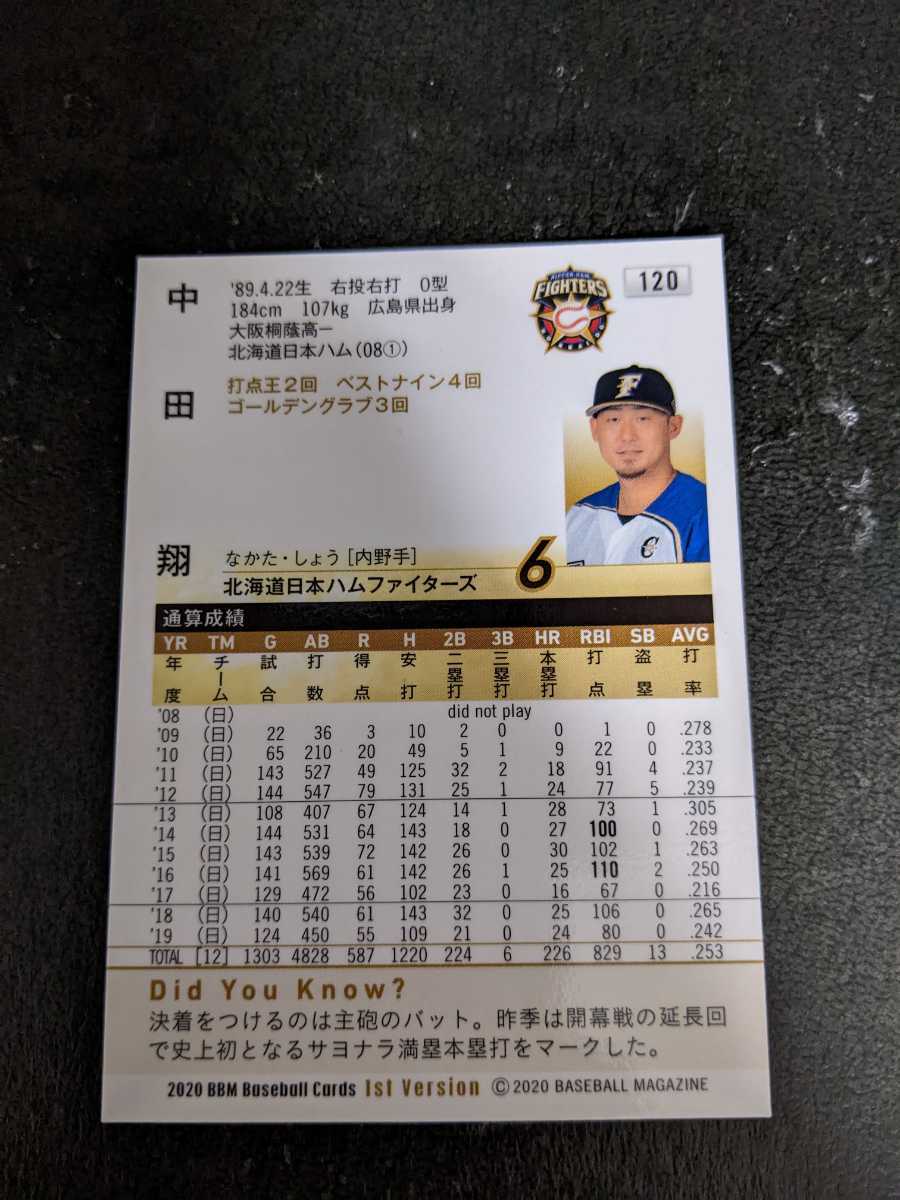 中田翔
'89.4.22生 右投右打 O型
184cm 107kg 広島県出身
大阪桐蔭高ー
北海道日本ハム(08①)
打点王2回 ベストナイン4回
ゴールデングラブ3回
NIPPON-HAM
FIGHTERS
120
F
なかた・しょう [内野手]
北海道日本ハムファイターズ
6
通算成績
YR TM G AB R H 2B 3B HR RBI SB AVG
年度 チーム 試合 打数 得点 安打 二塁打 三塁打 本塁打 打点 盗塁 打率
'08 (日) did not play
'09 (日) 22 36 3 10 2 0 0 1 0 .278
'10 (日) 65 210 20 49 5 1 9 22 0 .233
'11 (日) 143 527 49 125 32 2 18 91 4 .237
'12 (日) 144 547 79 131 25 1 24 77 5 .239
'13 (日) 108 407 67 124 14 1 28 73 1 .305
'14 (日) 144 531 64 143 18 0 27 100 0 .269
'15 (日) 143 539 72 142 26 0 30 102 1 .263
'16 (日) 141 569 61 142 26 1 25 110 2 .250
'17 (日) 129 472 56 102 23 0 16 67 0 .216
'18 (日) 140 540 61 143 32 0 25 106 0 .265
'19 (日) 124 450 55 109 21 0 24 80 0 .242
TOTAL [12] 1303 4828 587 1220 224 6 226 829 13 .253
Did You Know?
決着をつけるのは主砲のバット。昨季は開幕戦の延長回
で史上初となるサヨナラ満塁本塁打をマークした。
2020 BBM Baseball Cards 1st Version ©2020 BASEBALL MAGAZINE